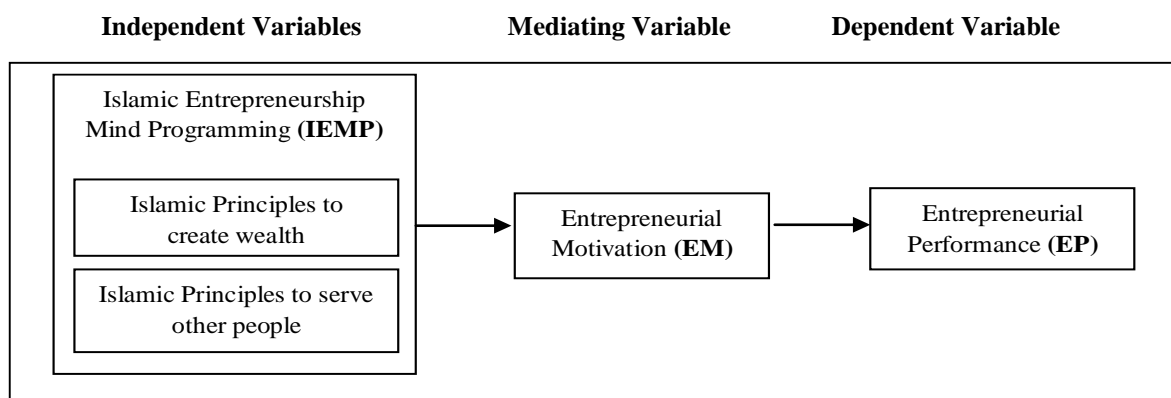 Independent Variables Mediating Variable Dependent Variable
Islamic Entrepreneurship
Mind Programming (IEMP)
Islamic Principles to
create wealth
Islamic Principles to serve
other people
Entrepreneurial
Motivation (EM)
Entrepreneurial
Performance (EP)